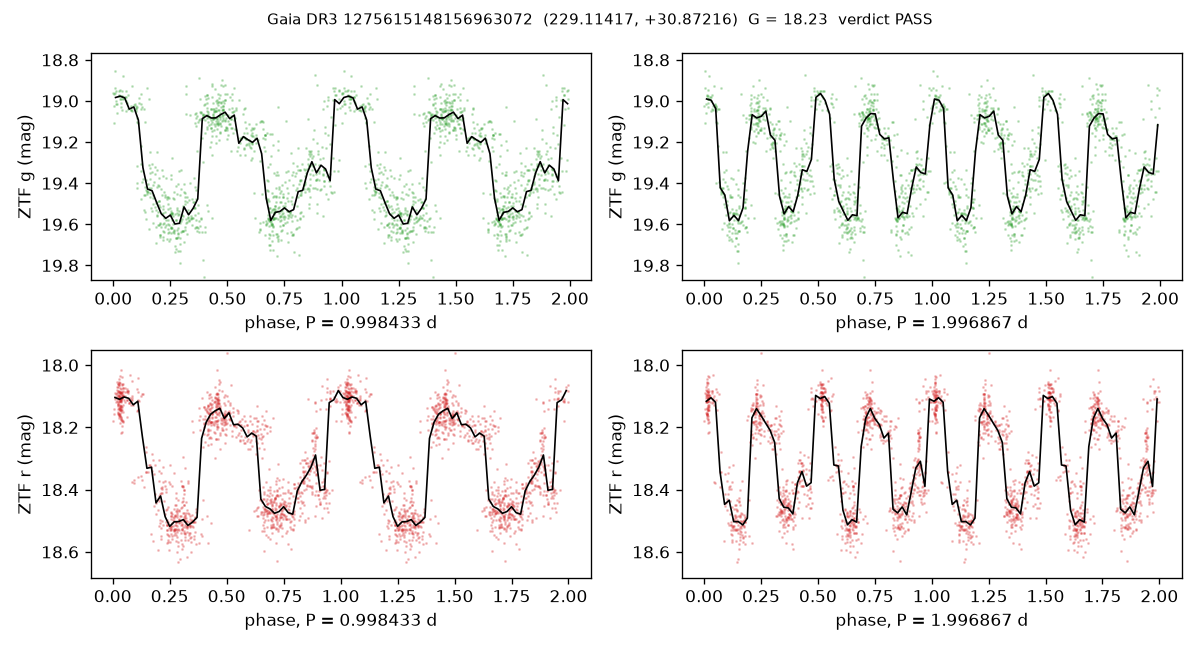 Gaia DR3 1275615148156963072  (229.11417, +30.87216)  G = 18.23  verdict PASS
ZTF g (mag)
18.8
19.0
19.2
19.4
19.6
19.8
0.00 0.25 0.50 0.75 1.00 1.25 1.50 1.75 2.00
phase, P = 0.998433 d
ZTF g (mag)
18.8
19.0
19.2
19.4
19.6
19.8
0.00 0.25 0.50 0.75 1.00 1.25 1.50 1.75 2.00
phase, P = 1.996867 d
ZTF r (mag)
18.0
18.2
18.4
18.6
0.00 0.25 0.50 0.75 1.00 1.25 1.50 1.75 2.00
phase, P = 0.998433 d
ZTF r (mag)
18.0
18.2
18.4
18.6
0.00 0.25 0.50 0.75 1.00 1.25 1.50 1.75 2.00
phase, P = 1.996867 d